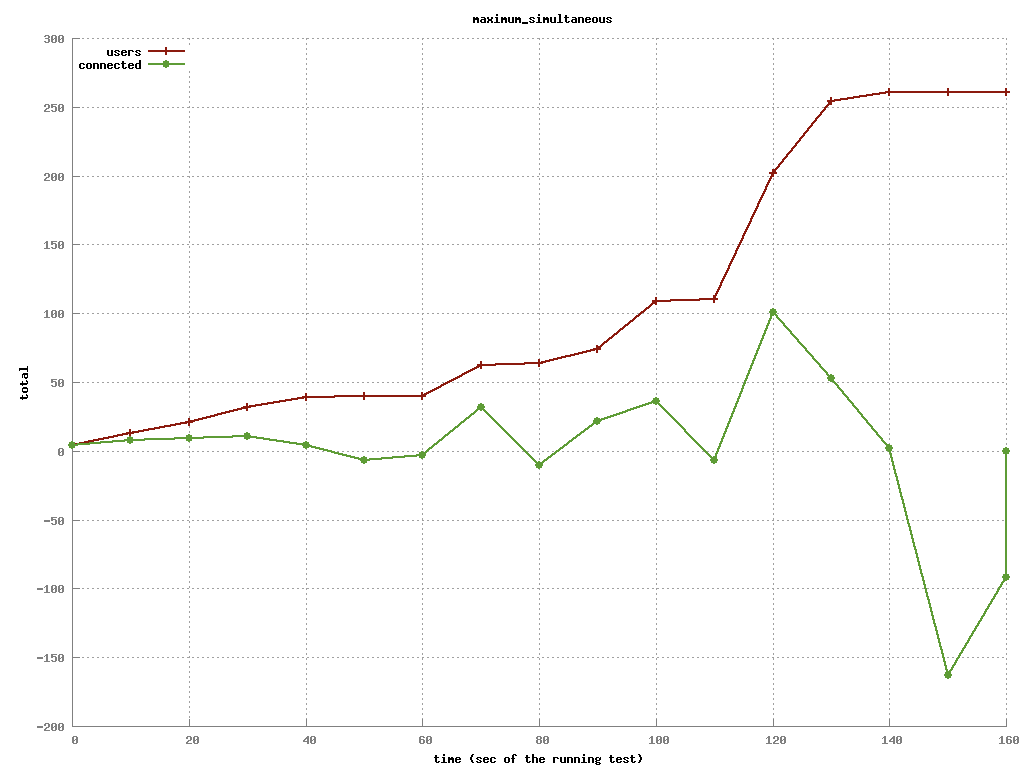 maximum_simultaneous
300
users
connected
250
200
150
100
total
50
0
-50
-100
-150
-200
0 20 40 60 80 100 120 140 160
time (sec of the running test)